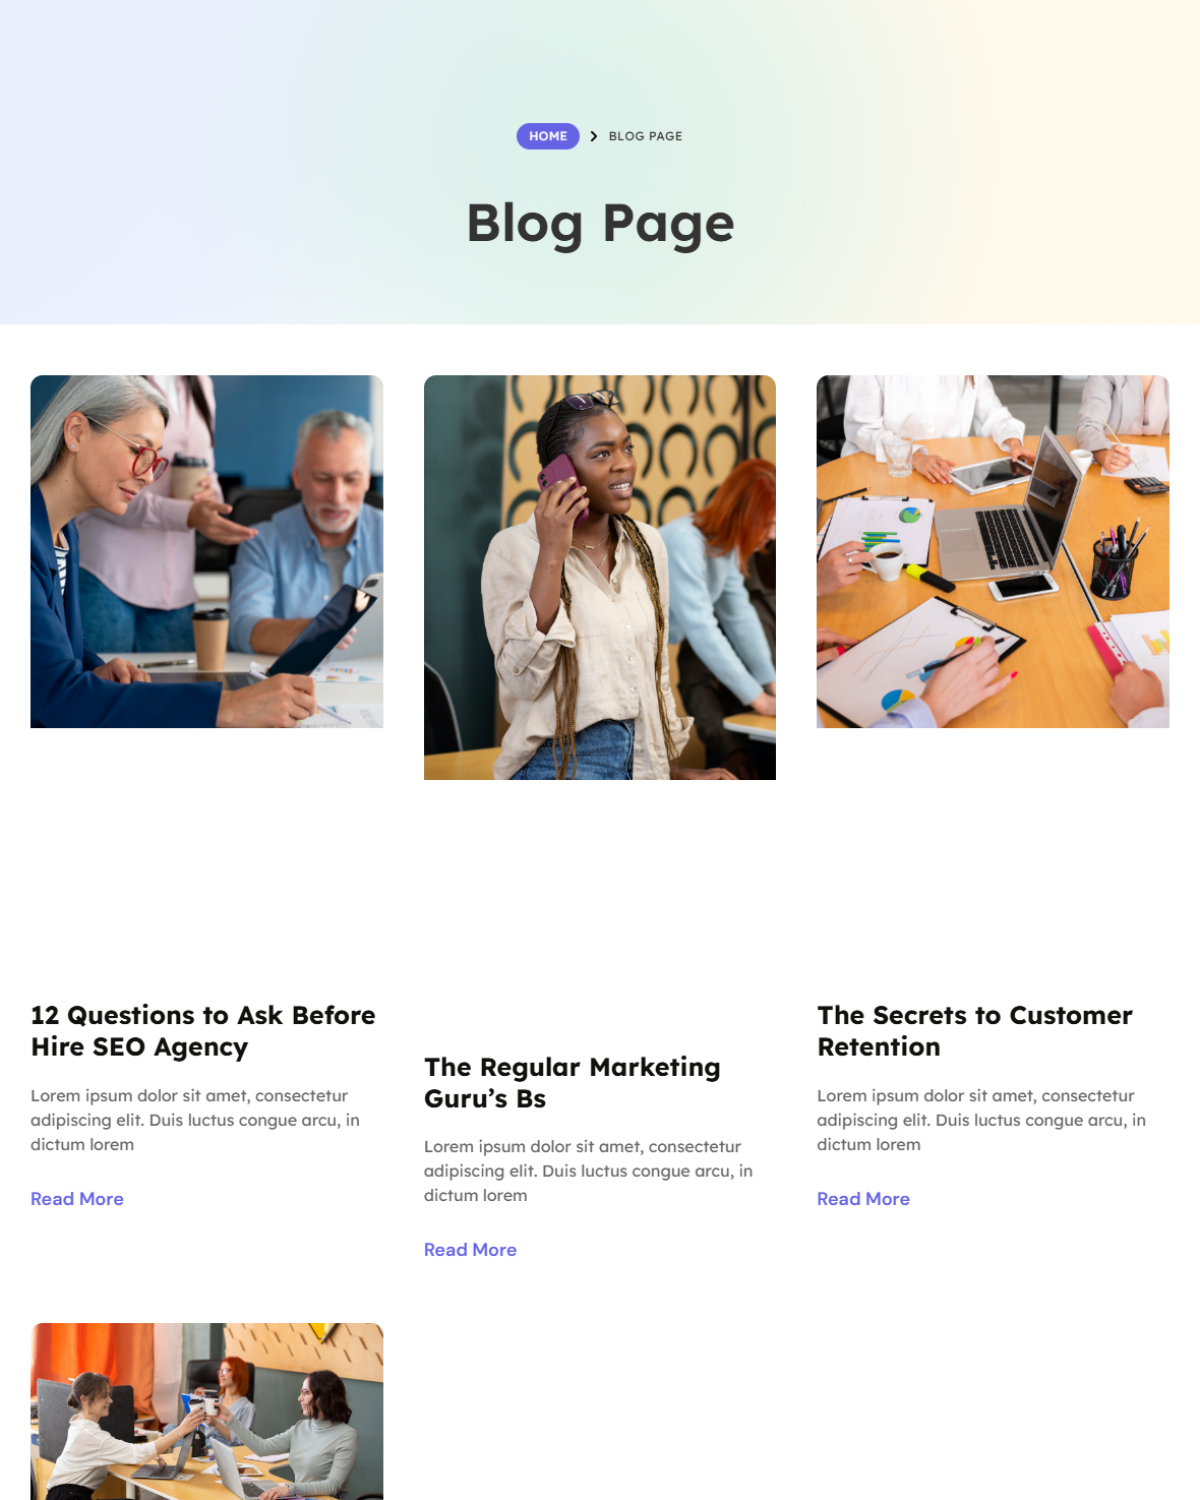 HOME
BLOG PAGE
Blog Page
12 Questions to Ask Before
Hire SEO Agency
Lorem ipsum dolor sit amet, consectetur
adipiscing elit. Duis luctus congue arcu, in
dictum lorem
Read More
The Regular Marketing
Guru’s Bs
Lorem ipsum dolor sit amet, consectetur
adipiscing elit. Duis luctus congue arcu, in
dictum lorem
Read More
The Secrets to Customer
Retention
Lorem ipsum dolor sit amet, consectetur
adipiscing elit. Duis luctus congue arcu, in
dictum lorem
Read More